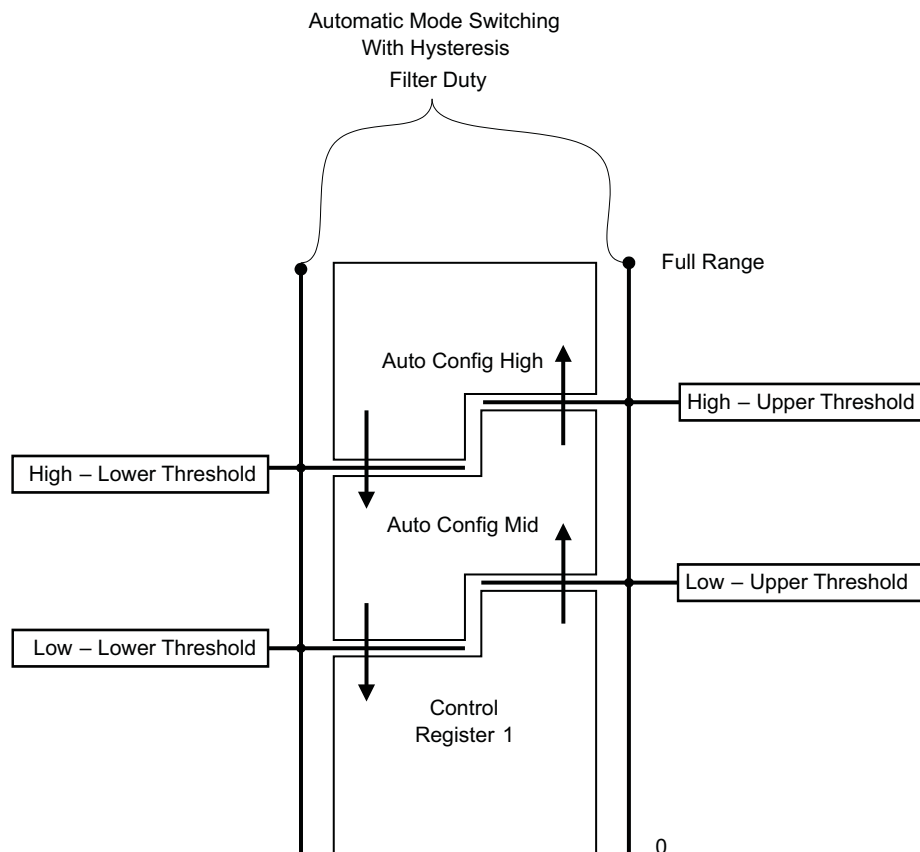 Automatic Mode Switching
With Hysteresis
Filter Duty
Full Range
Auto Config High
High – Upper Threshold
High – Lower Threshold
Auto Config Mid
Low – Upper Threshold
Low – Lower Threshold
Control
Register 1
0